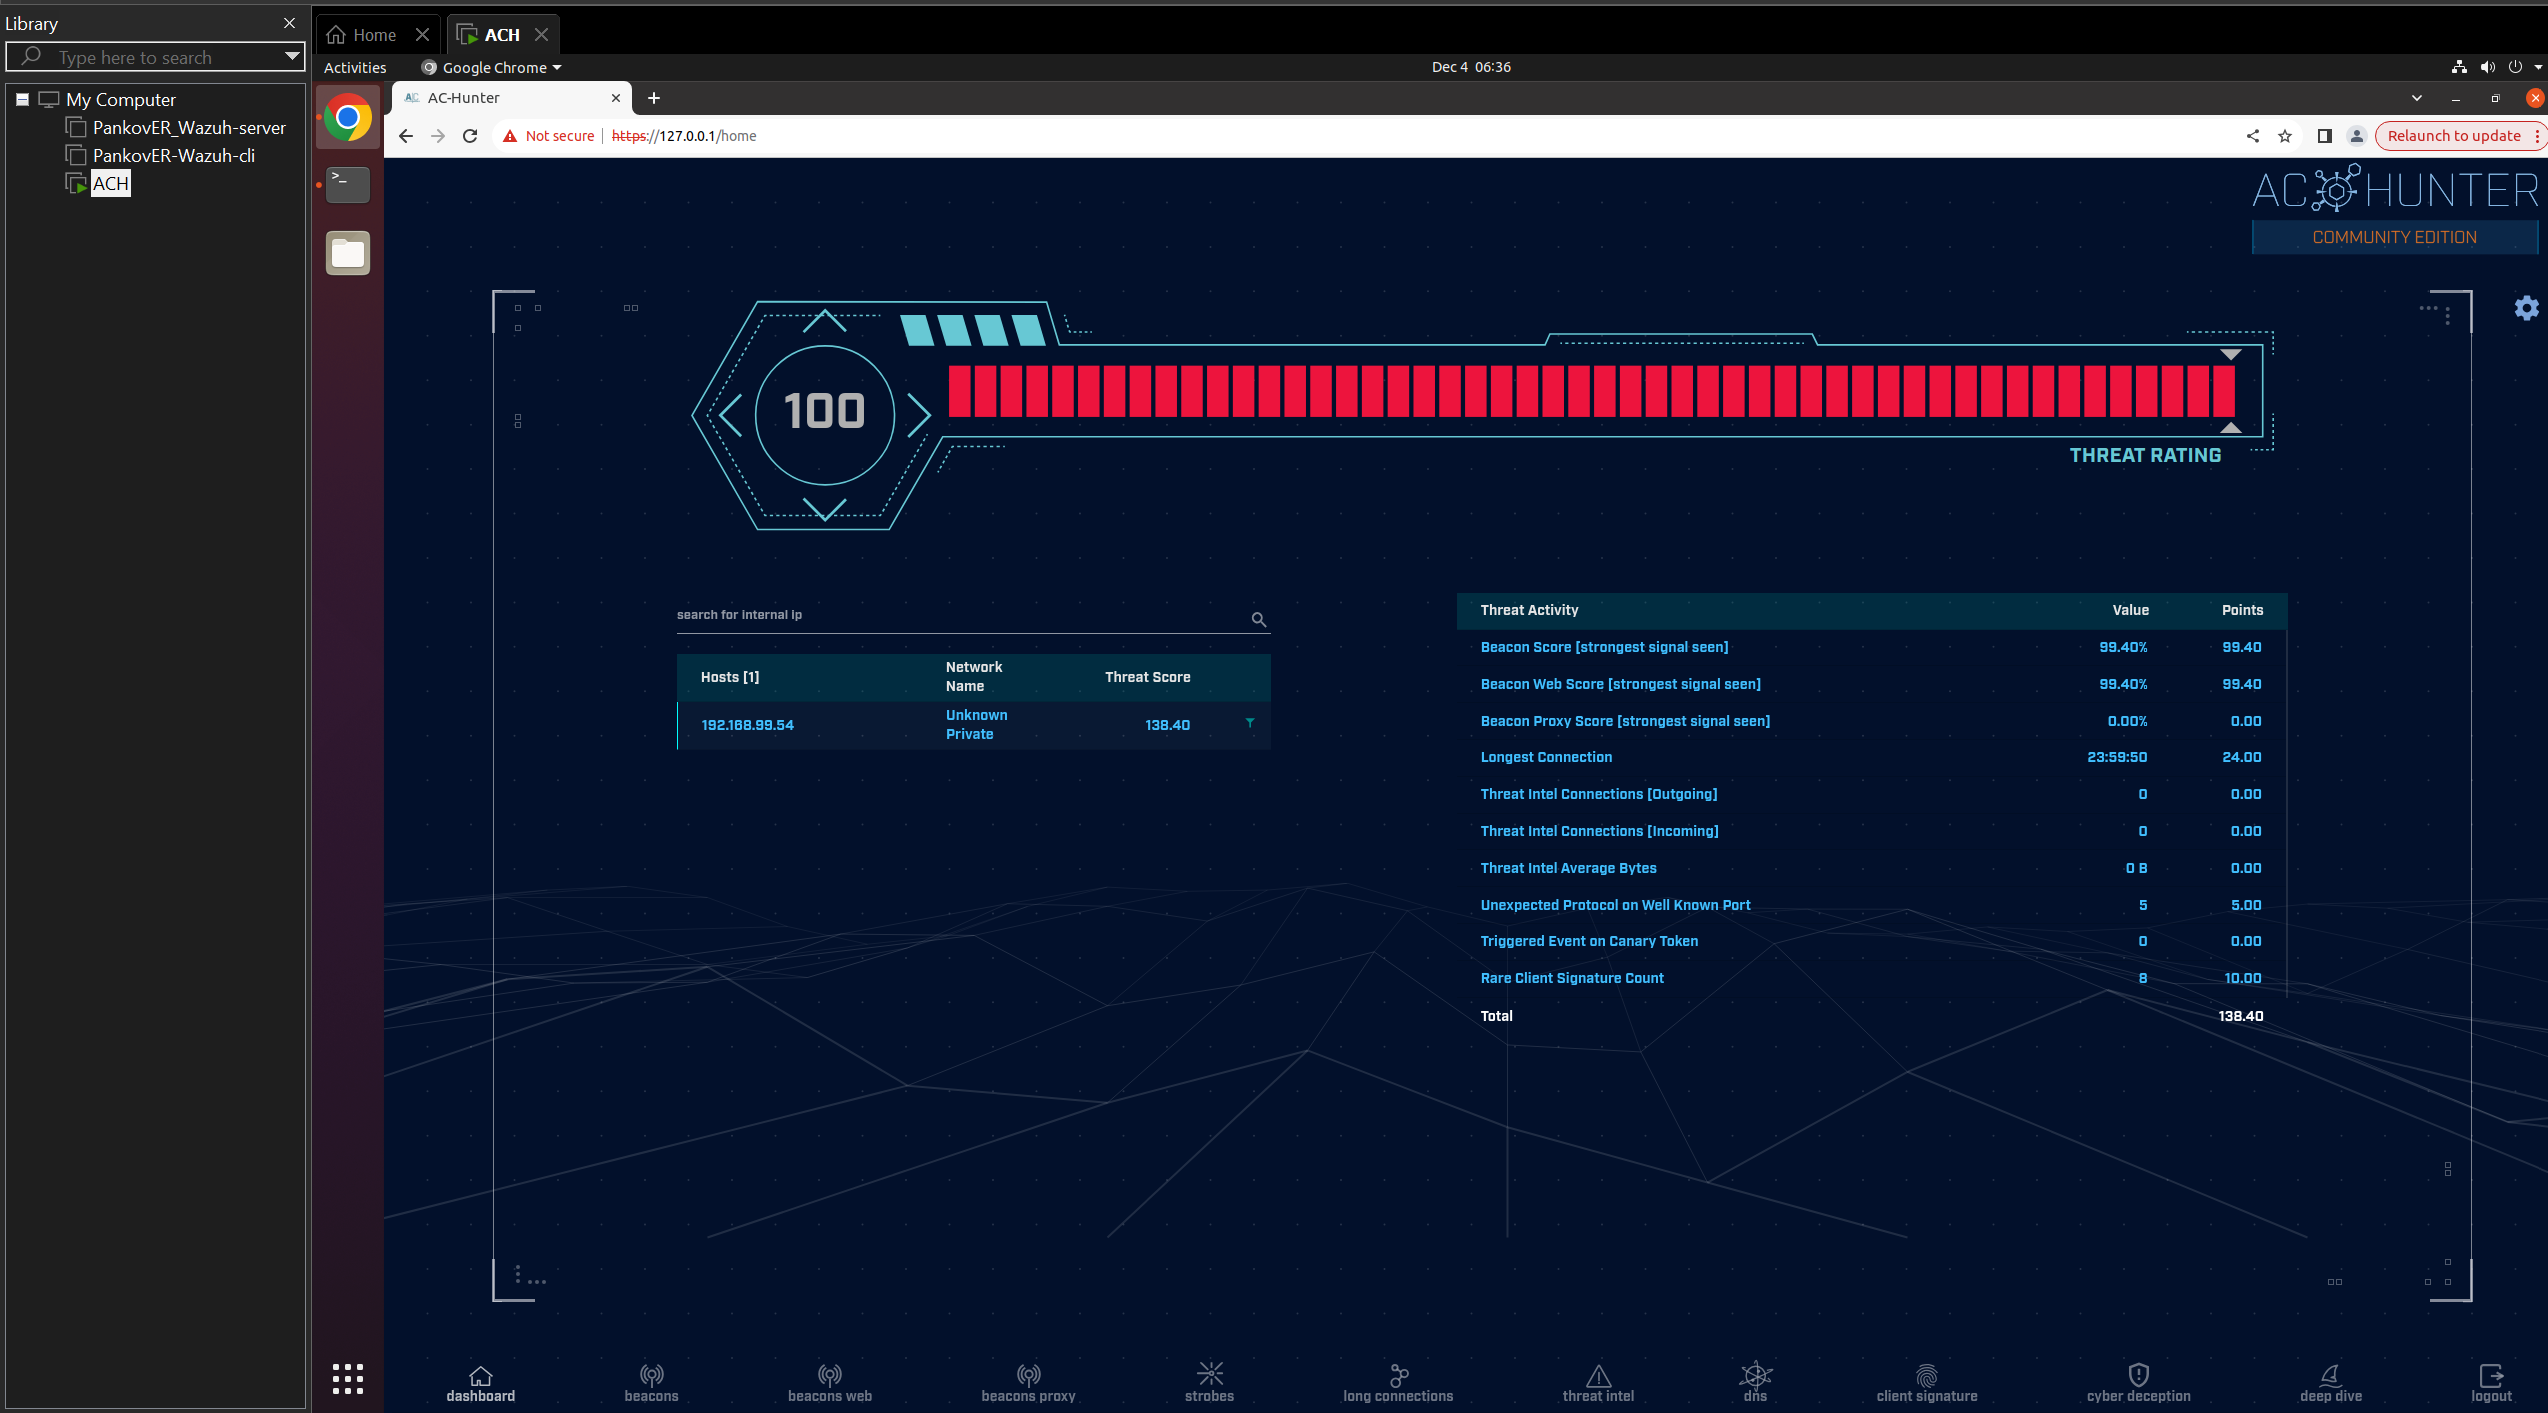 Library
Type here to search
My Computer
PankovER_Wazuh-server
PankovER-Wazuh-cli
ACH
Home
ACH
Activities
Google Chrome
Dec 4 06:36
AC-Hunter
Not secure
https://127.0.0.1/home
Relaunch to update
AC HUNTER
COMMUNITY EDITION
100
THREAT RATING
search for internal ip
Hosts [1] Network Name Threat Score
192.168.99.54 Unknown Private 138.40
Threat Activity Value Points
Beacon Score [strongest signal seen] 99.40% 99.40
Beacon Web Score [strongest signal seen] 99.40% 99.40
Beacon Proxy Score [strongest signal seen] 0.00% 0.00
Longest Connection 23:59:50 24.00
Threat Intel Connections [Outgoing] 0 0.00
Threat Intel Connections [Incoming] 0 0.00
Threat Intel Average Bytes 0 B 0.00
Unexpected Protocol on Well Known Port 5 5.00
Triggered Event on Canary Token 0 0.00
Rare Client Signature Count 8 10.00
Total 138.40
dashboard
beacons
beacons web
beacons proxy
strobes
long connections
threat intel
dns
client signature
cyber deception
deep dive
logout